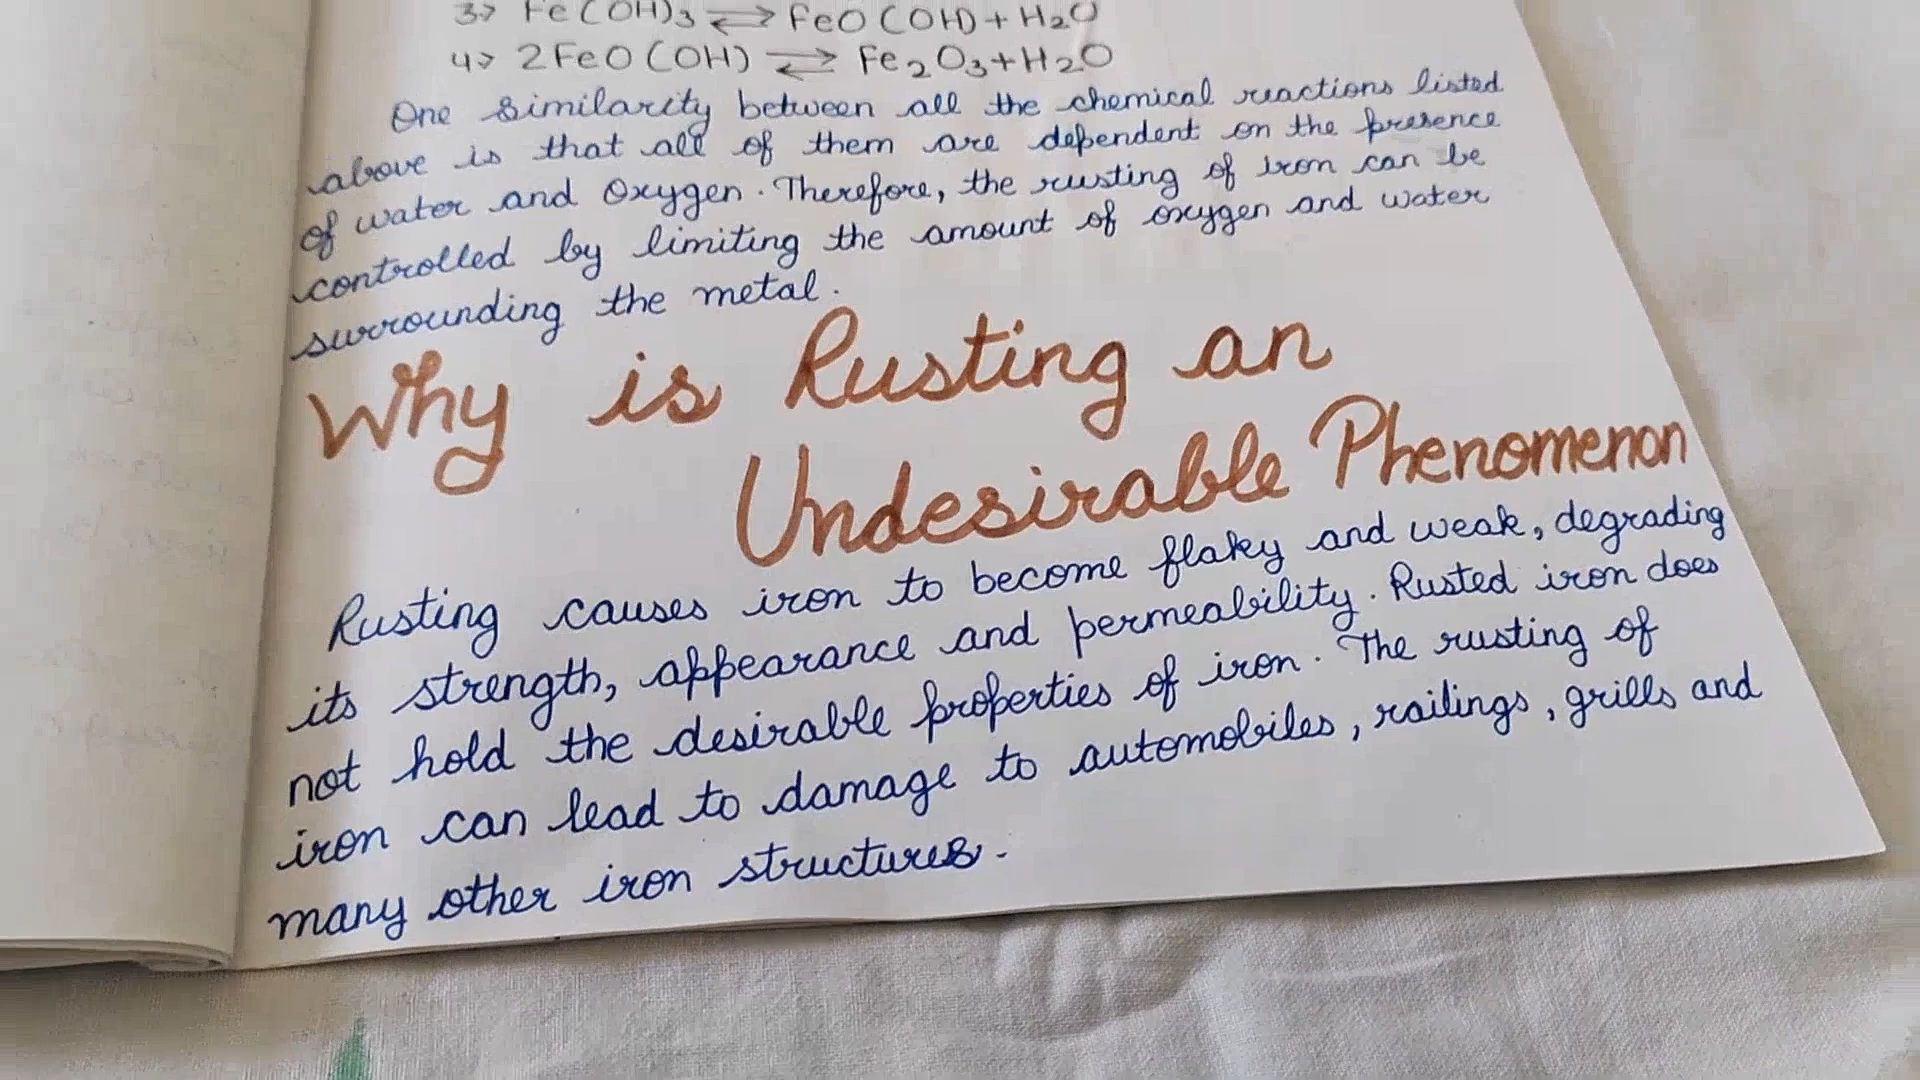 3> Fe(OH)₃ ⇌ FeO(OH) + H₂O
4> 2FeO(OH) ⇌ Fe₂O₃+H₂O
One similarity between all the chemical reactions listed
above is that all of them are dependent on the presence
of water and Oxygen. Therefore, the rusting of iron can be
controlled by limiting the amount of oxygen and water
surrounding the metal.
Why is Rusting an
Undesirable Phenomenon
Rusting causes iron to become flaky and weak, degrading
its strength, appearance and permeability. Rusted iron does
not hold the desirable properties of iron. The rusting of
iron can lead to damage to automobiles, railings, grills and
many other iron structures.